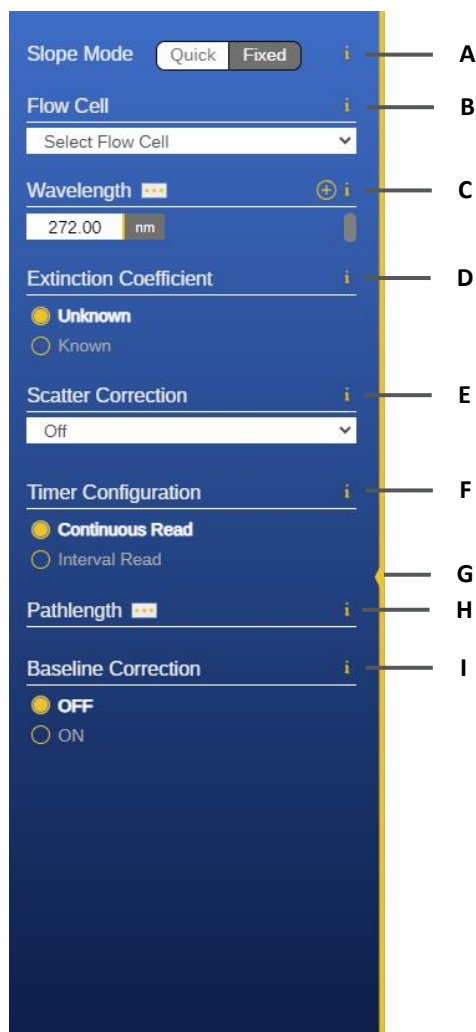 Slope Mode Quick Fixed i A
Flow Cell i B
Select Flow Cell
Wavelength i C
272.00 nm
Extinction Coefficient i D
Unknown
Known
Scatter Correction i E
Off
Timer Configuration i F
Continuous Read
Interval Read
G
Pathlength i H
Baseline Correction i I
OFF
ON